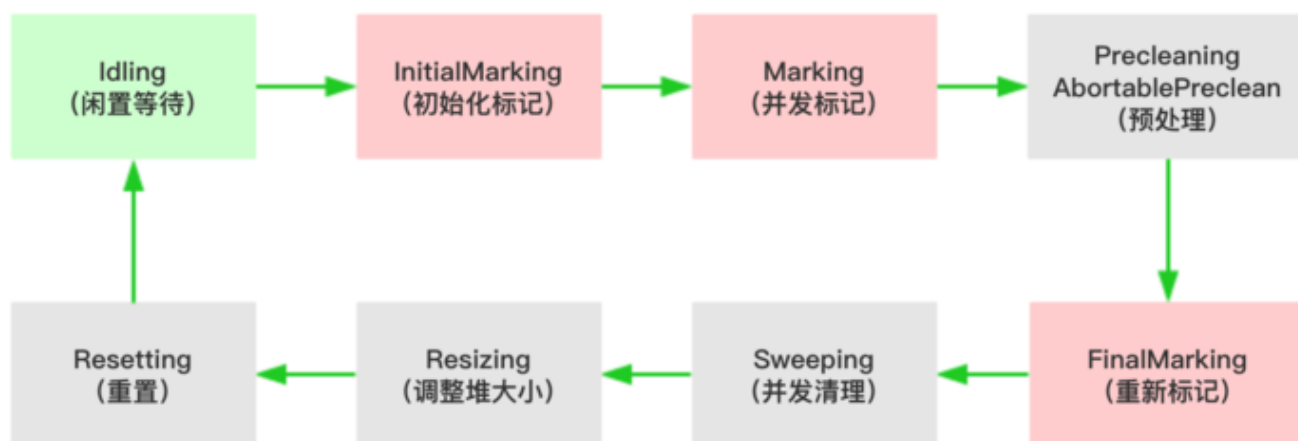 Idling
（闲置等待）
InitialMarking
（初始化标记）
Marking
（并发标记）
Precleaning
AbortablePreclean
（预处理）
Resetting
（重置）
Resizing
（调整堆大小）
Sweeping
（并发清理）
FinalMarking
（重新标记）